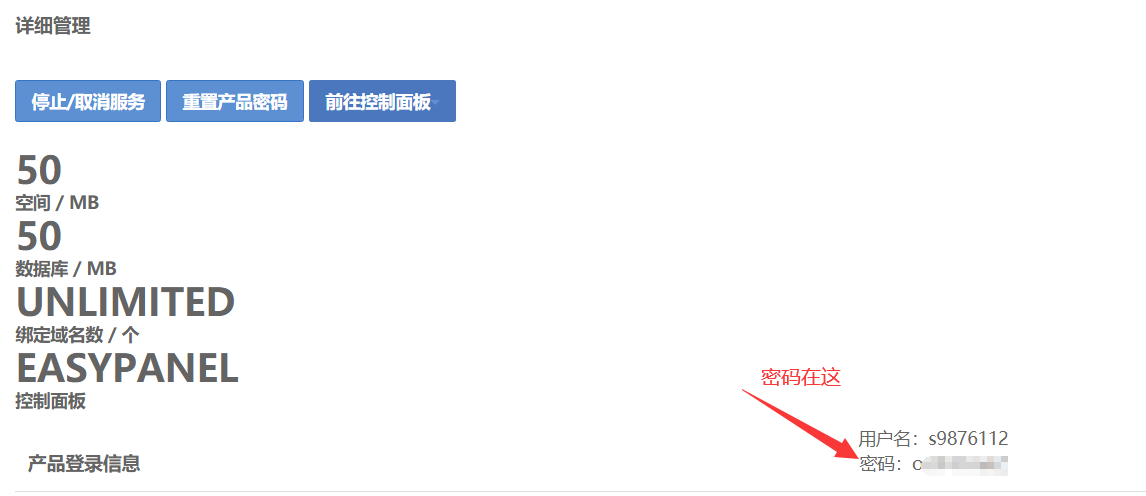 详细管理
停止/取消服务 重置产品密码 前往控制面板
50
空间 / MB
50
数据库 / MB
UNLIMITED
绑定域名数 / 个
EASYPANEL
控制面板
密码在这
用户名：s9876112
产品登录信息
密码：